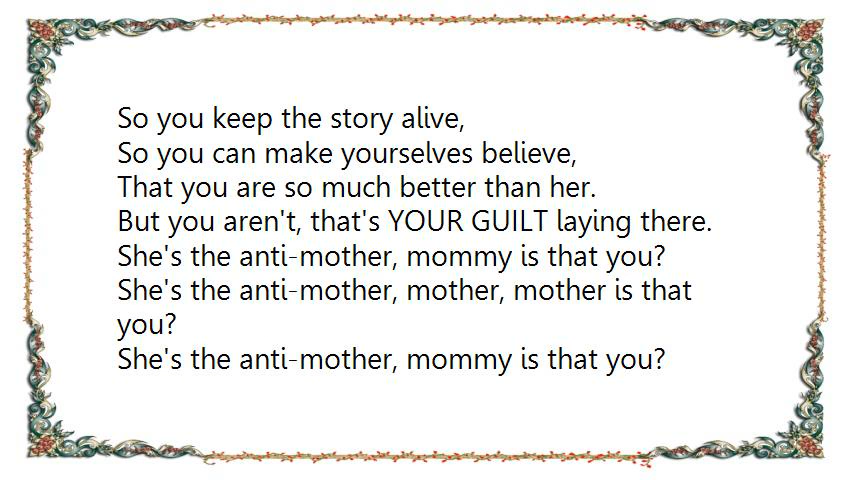 So you keep the story alive,
So you can make yourselves believe,
That you are so much better than her.
But you aren't, that's YOUR GUILT laying there.
She's the anti-mother, mommy is that you?
She's the anti-mother, mother, mother is that
you?
She's the anti-mother, mommy is that you?